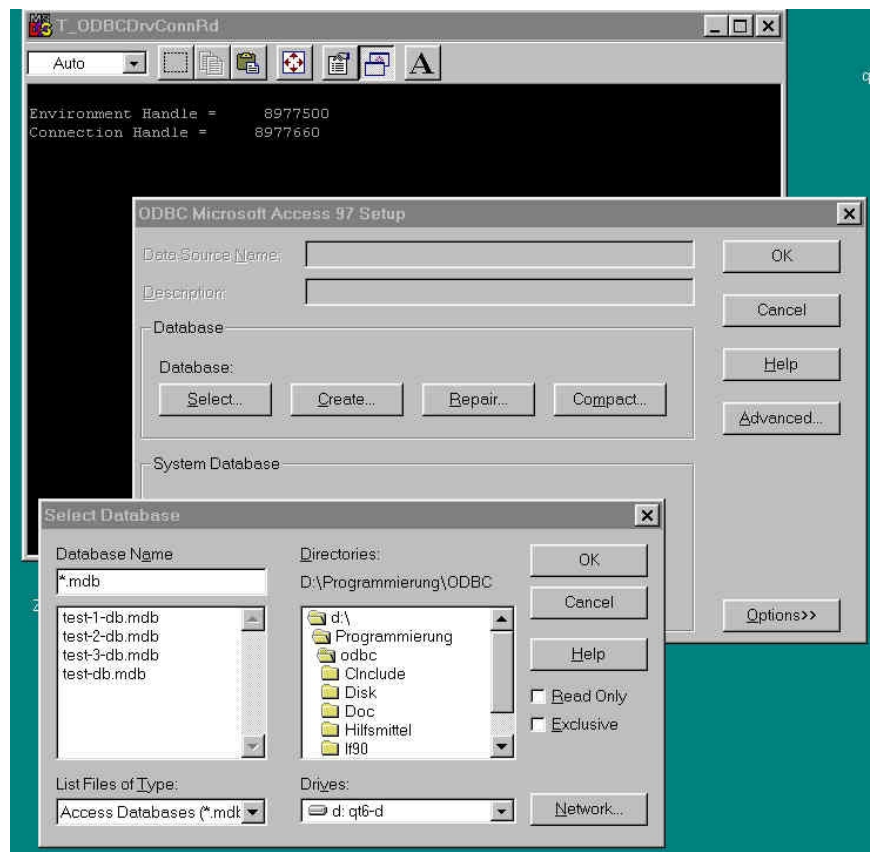 T_ODBCDrvConnRd
Auto
A
Environment Handle = 8977500
Connection Handle = 8977660
q
ODBC Microsoft Access 97 Setup
Data Source Name:
OK
Description:
Cancel
Database
Database:
Help
Select...
Create...
Repair...
Compact...
Advanced...
System Database
Options>>
Select Database
Database Name
Directories:
OK
*.mdb
D:\Programmierung\ODBC
Cancel
test-1-db.mdb
test-2-db.mdb
test-3-db.mdb
test-db.mdb
d:\
Programmierung
odbc
CInclude
Disk
Doc
Hilfsmittel
lf90
Help
Read Only
Exclusive
List Files of Type:
Drives:
Access Databases (*.mdb
d: qt6-d
Network...